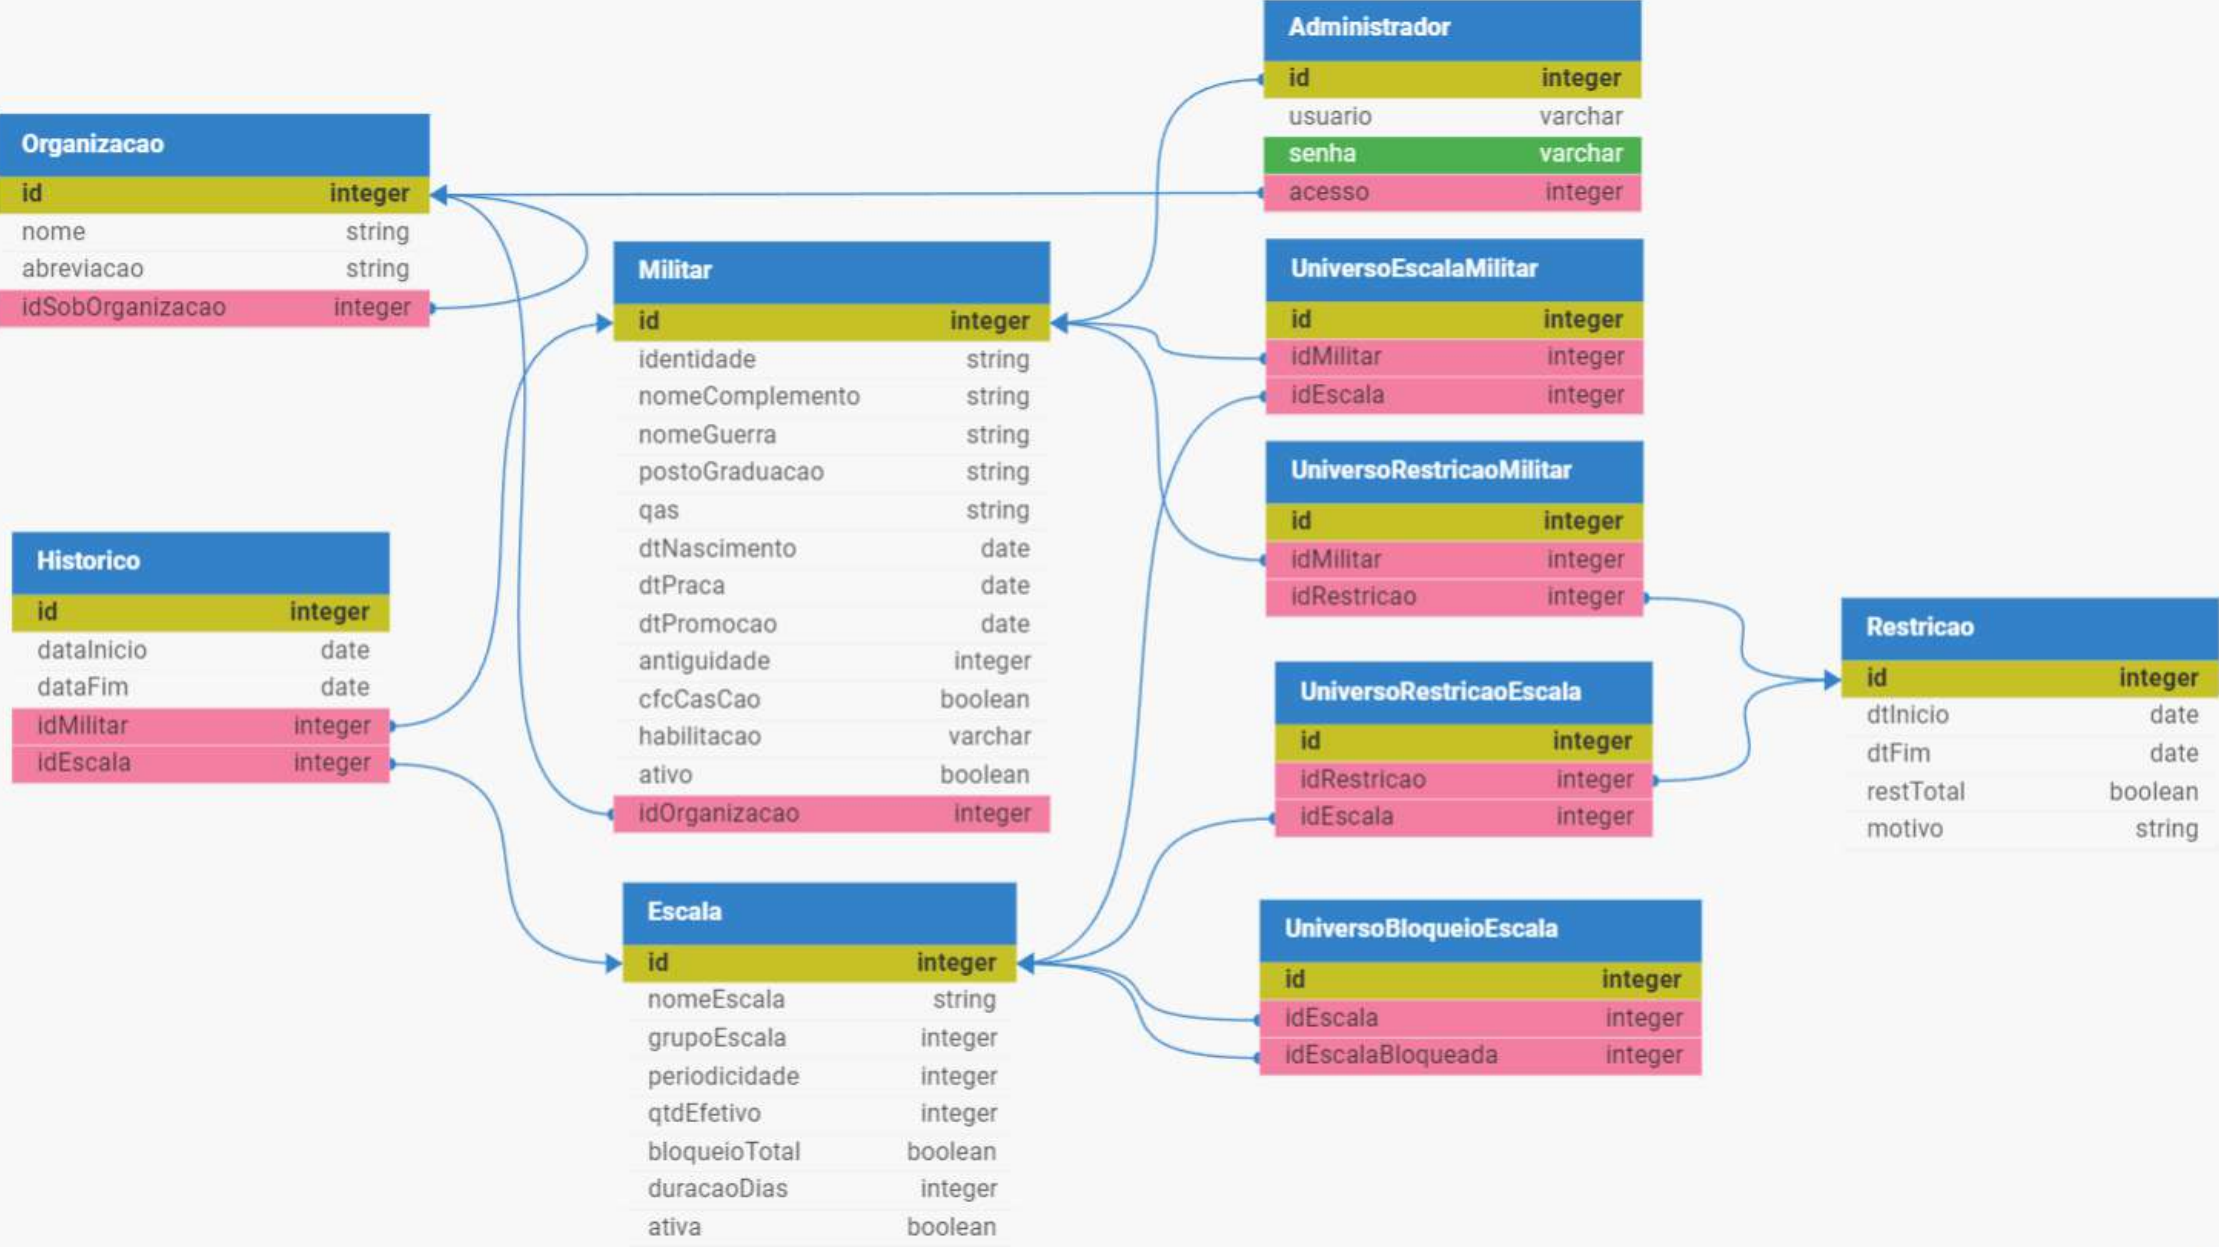 Administrador
id integer
usuario varchar
senha varchar
acesso integer
Organizacao
id integer
nome string
abreviacao string
idSobOrganizacao integer
Militar
id integer
identidade string
nomeComplemento string
nomeGuerra string
postoGraduacao string
qas string
dtNascimento date
dtPraca date
dtPromocao date
antiguidade integer
cfcCasCao boolean
habilitacao varchar
ativo boolean
idOrganizacao integer
UniversoEscalaMilitar
id integer
idMilitar integer
idEscala integer
UniversoRestricaoMilitar
id integer
idMilitar integer
idRestricao integer
Historico
id integer
dataInicio date
dataFim date
idMilitar integer
idEscala integer
Restricao
id integer
dtInicio date
dtFim date
restTotal boolean
motivo string
UniversoRestricaoEscala
id integer
idRestricao integer
idEscala integer
Escala
id integer
nomeEscala string
grupoEscala integer
periodicidade integer
qtdEfetivo integer
bloqueioTotal boolean
duracaoDias integer
ativa boolean
UniversoBloqueioEscala
id integer
idEscala integer
idEscalaBloqueada integer